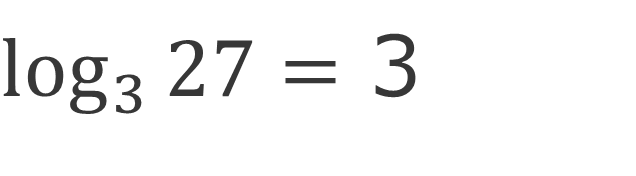 log₃ 27 = 3